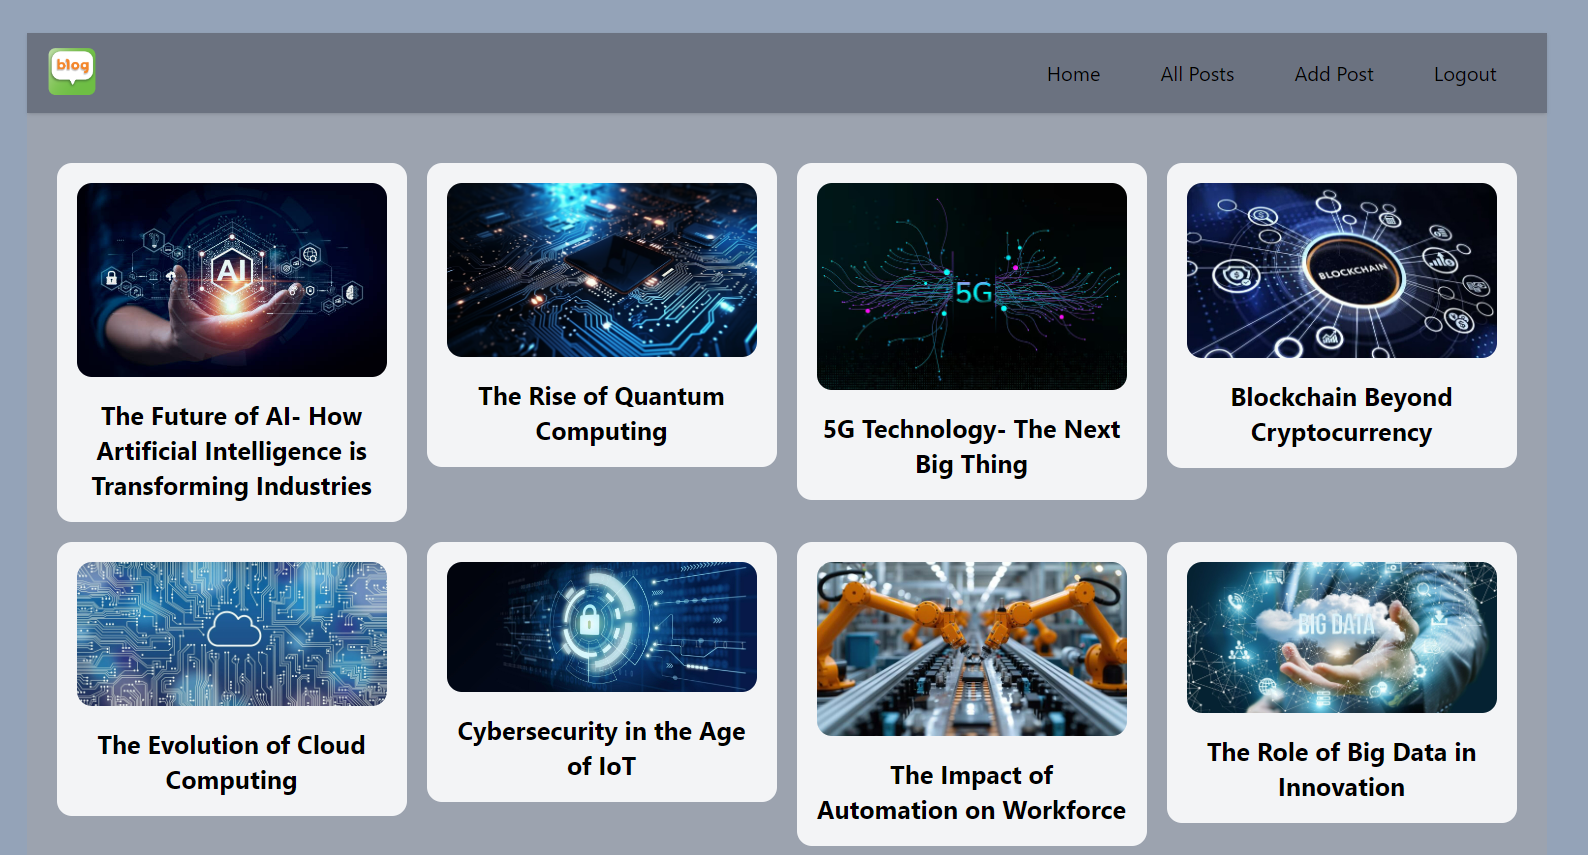 blog
Home
All Posts
Add Post
Logout
AI
5G
BLOCKCHAIN
The Future of AI- How
Artificial Intelligence is
Transforming Industries
The Rise of Quantum
Computing
5G Technology- The Next
Big Thing
Blockchain Beyond
Cryptocurrency
BIG DATA
The Evolution of Cloud
Computing
Cybersecurity in the Age
of IoT
The Impact of
Automation on Workforce
The Role of Big Data in
Innovation